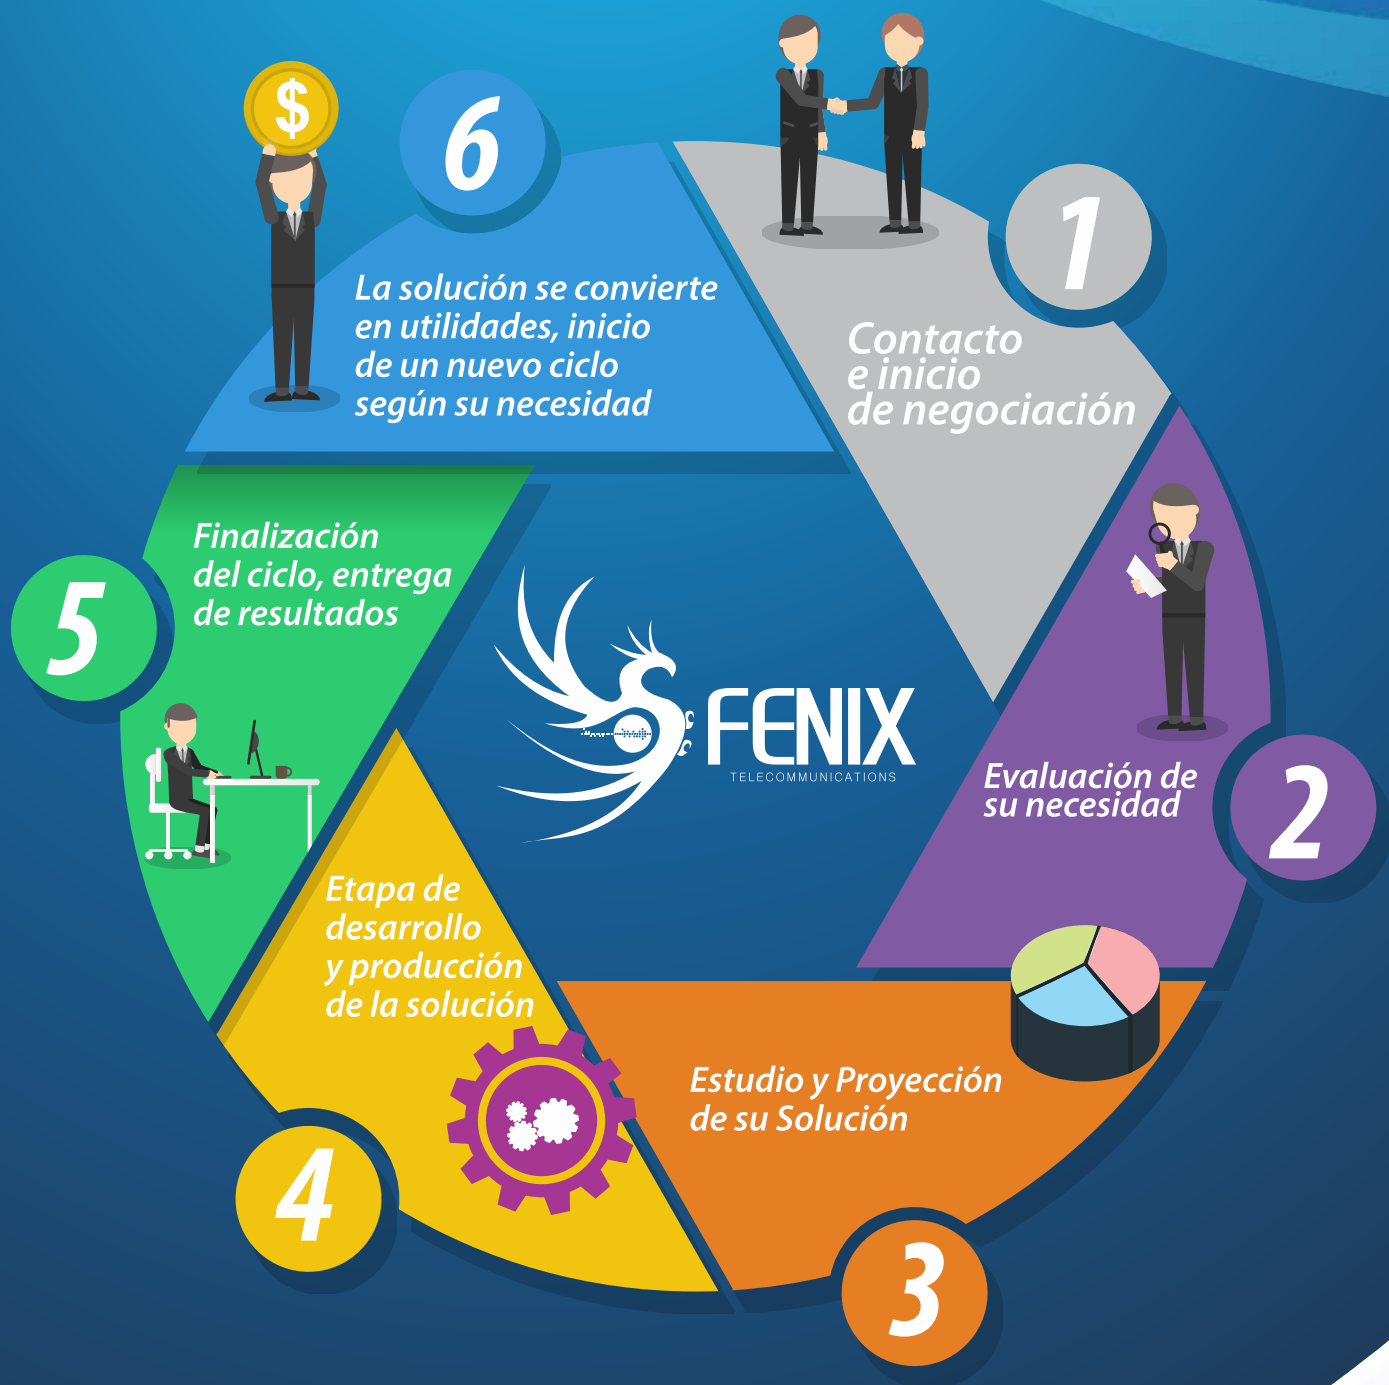 1
Contacto
e inicio
de negociación
2
Evaluación de
su necesidad
3
Estudio y Proyección
de su Solución
4
Etapa de
desarrollo
y producción
de la solución
5
Finalización
del ciclo, entrega
de resultados
6
$
La solución se convierte
en utilidades, inicio
de un nuevo ciclo
según su necesidad
FENIX
TELECOMMUNICATIONS